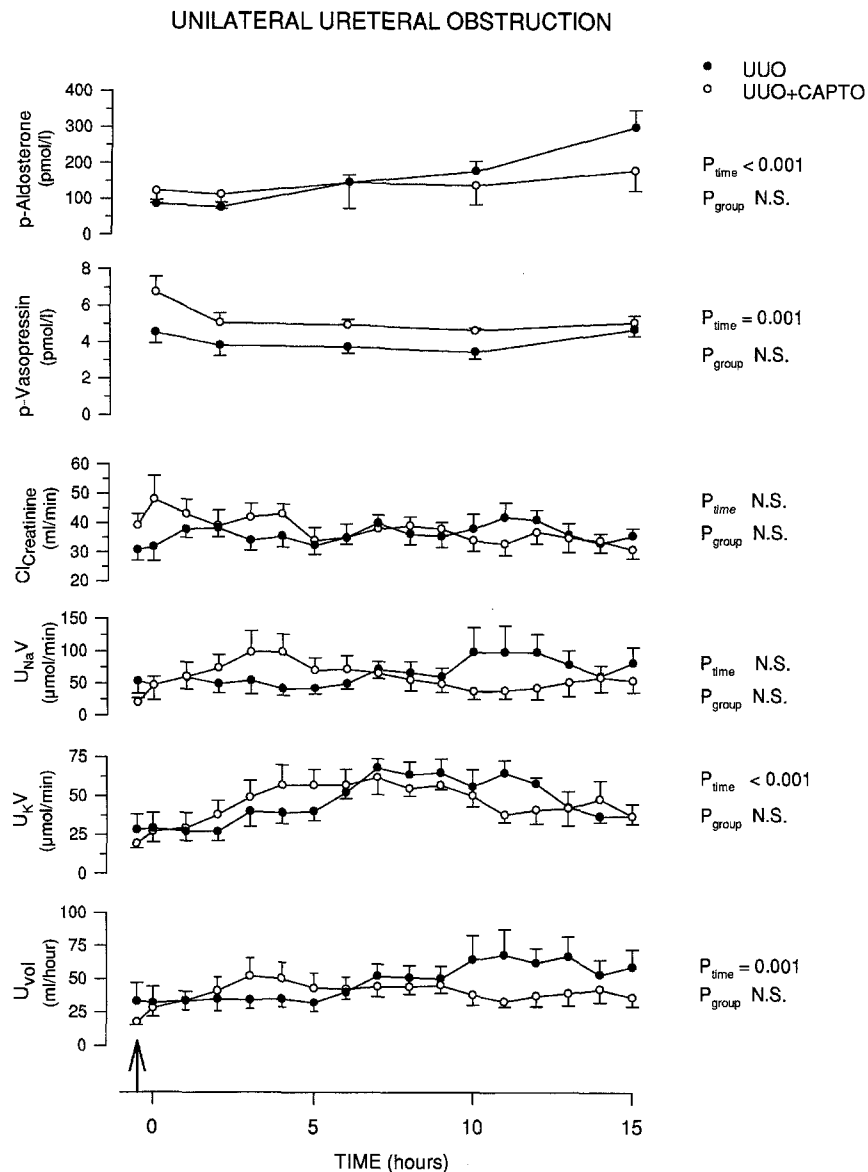 UNILATERAL URETERAL OBSTRUCTION
● UUO
○ UUO+CAPTO
p-Aldosterone
(pmol/l)
400
300
200
100
0
P_time < 0.001
P_group N.S.
p-Vasopressin
(pmol/l)
8
6
4
2
0
P_time = 0.001
P_group N.S.
Cl_Creatinine
(ml/min)
60
50
40
30
20
P_time N.S.
P_group N.S.
U_NaV
(μmol/min)
150
100
50
0
P_time N.S.
P_group N.S.
U_KV
(μmol/min)
75
50
25
0
P_time < 0.001
P_group N.S.
U_vol
(ml/hour)
100
75
50
25
0
P_time = 0.001
P_group N.S.
0 5 10 15
TIME (hours)